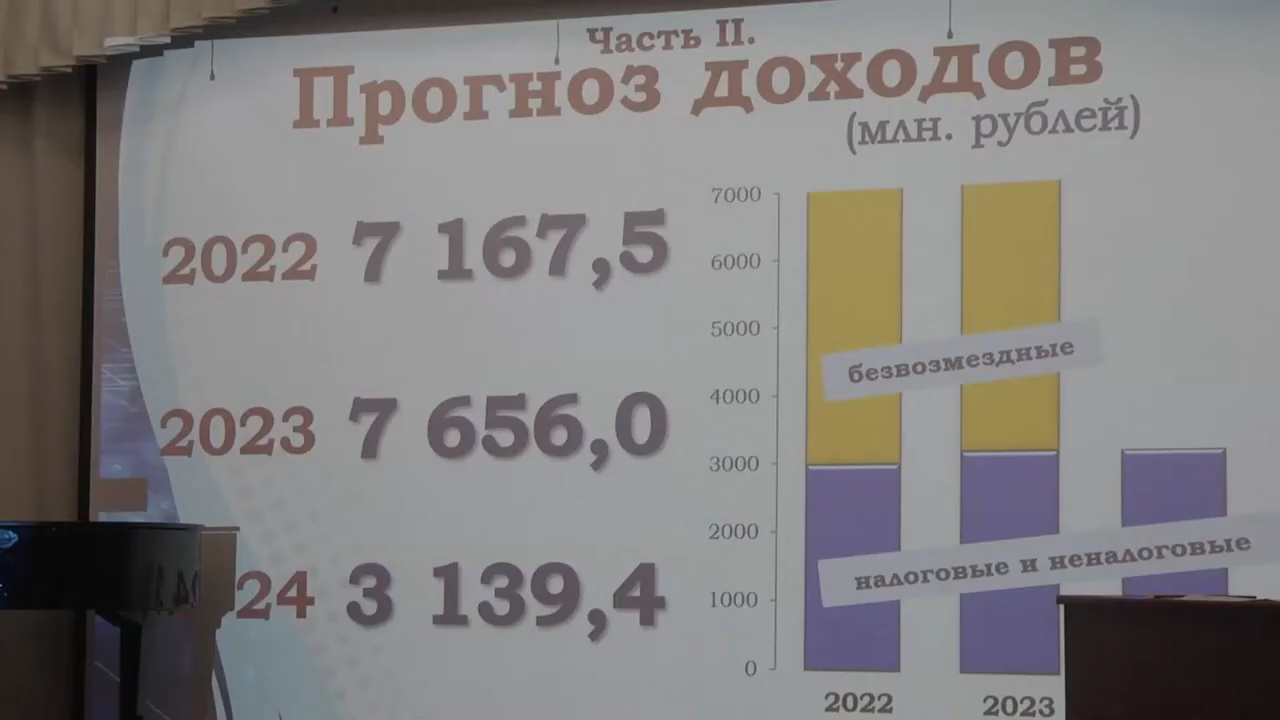 Часть II.
Прогноз доходов
(млн. рублей)
2022 7 167,5
2023 7 656,0
24 3 139,4
7000
6000
5000
4000
3000
2000
1000
0
безвозмездные
налоговые и неналоговые
2022 2023